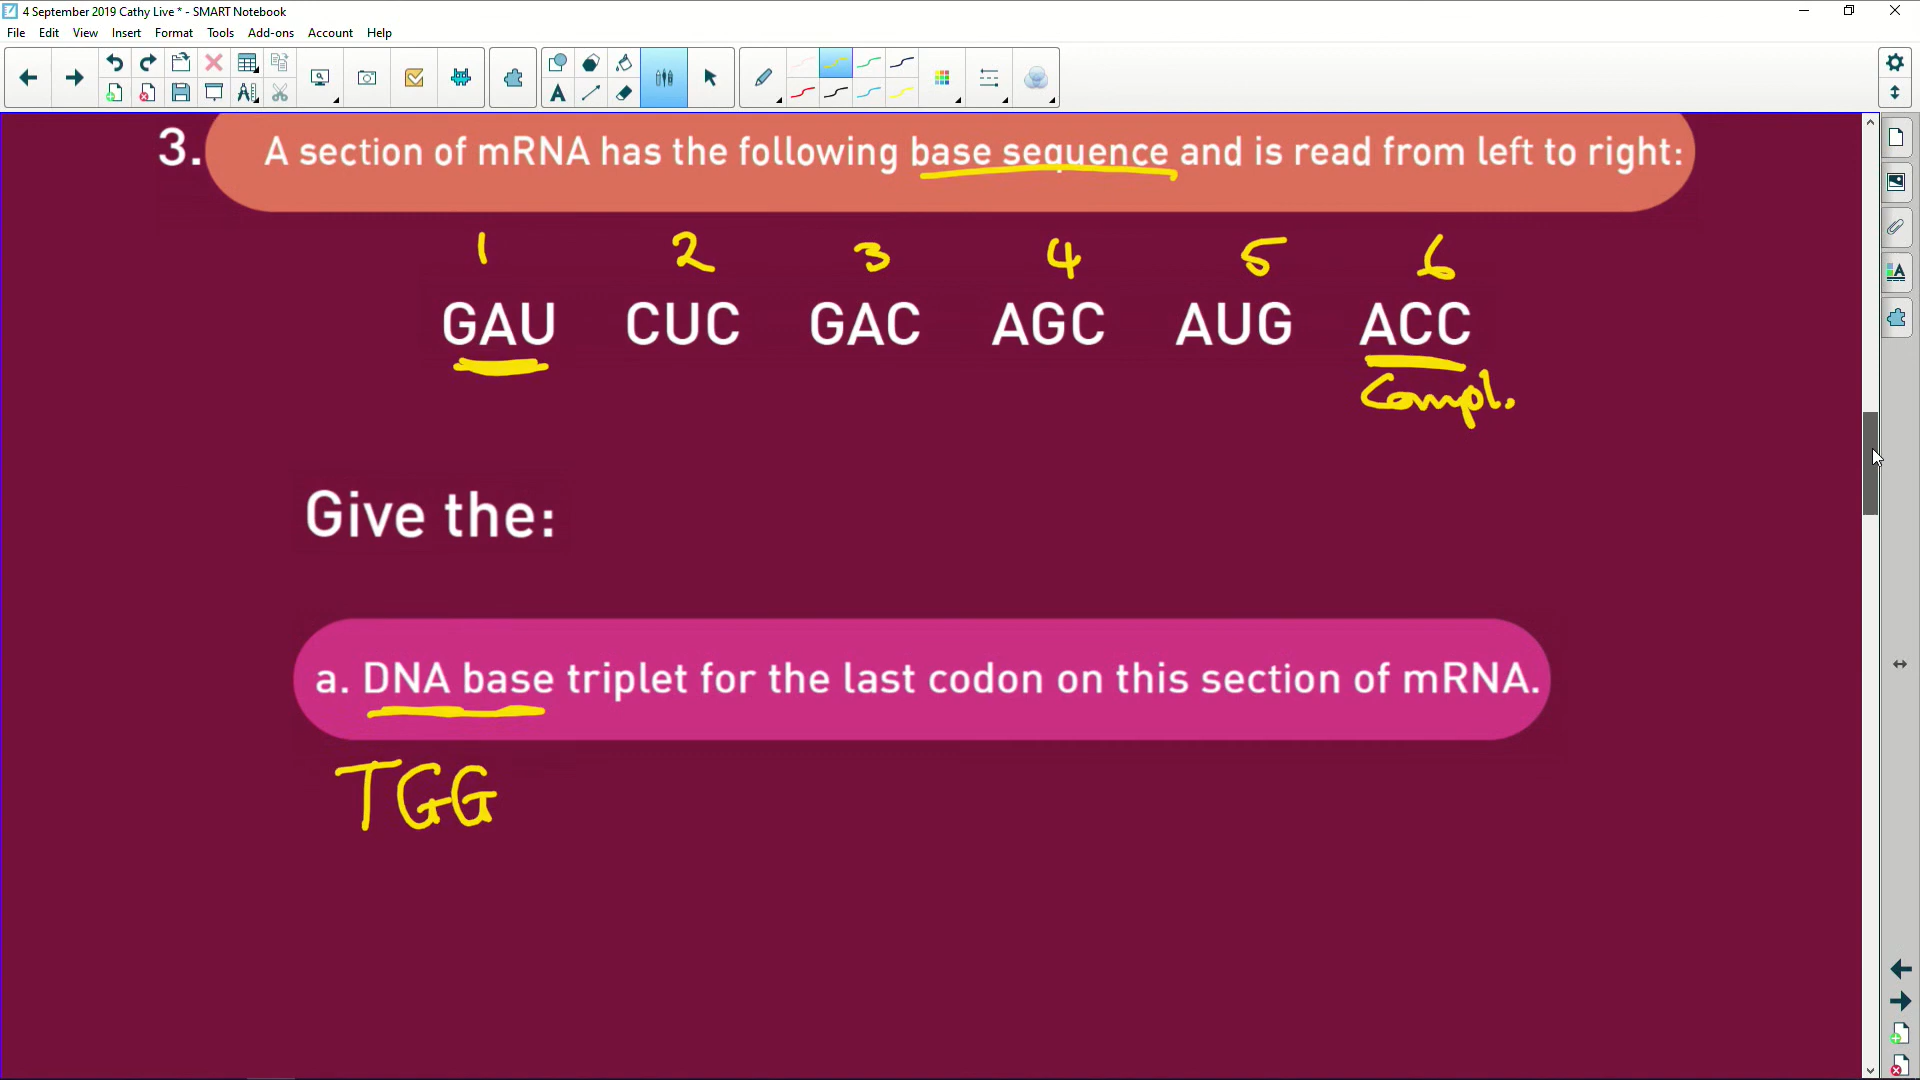 4 September 2019 Cathy Live * - SMART Notebook
File Edit View Insert Format Tools Add-ons Account Help
3. A section of mRNA has the following base sequence and is read from left to right:
1 2 3 4 5 6
GAU CUC GAC AGC AUG ACC
Compl.
Give the:
a. DNA base triplet for the last codon on this section of mRNA.
TGG